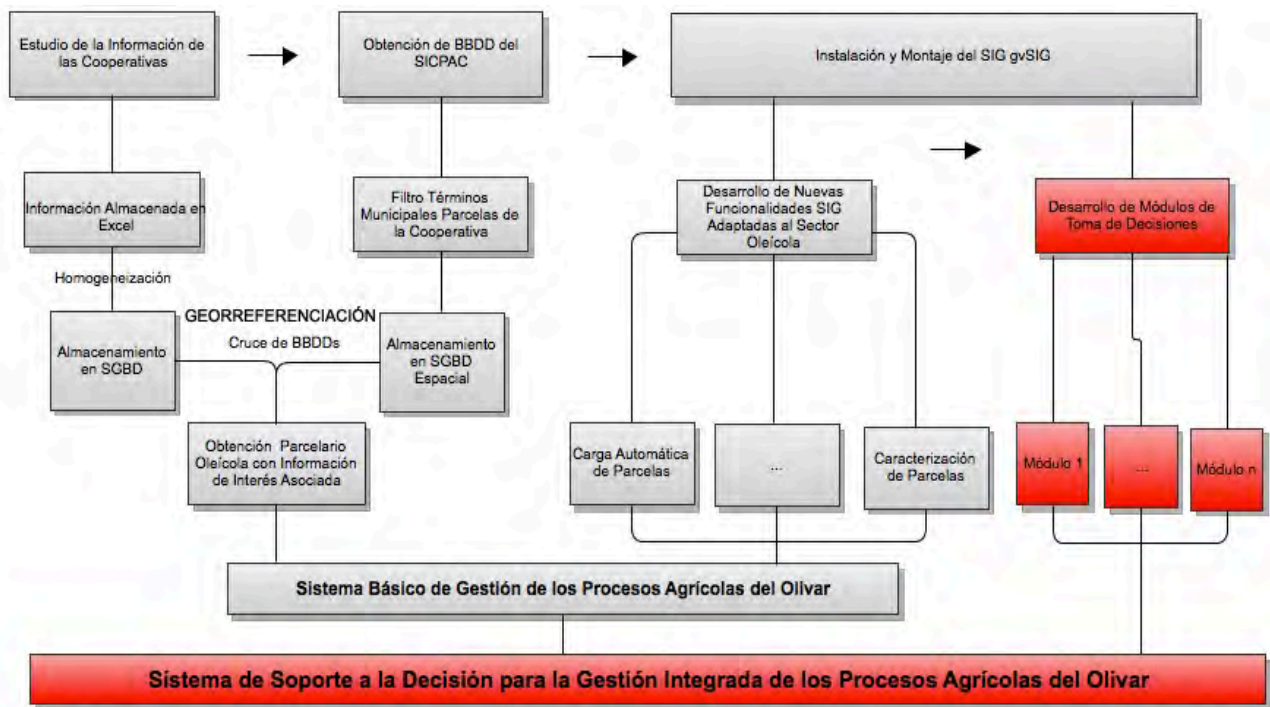 Estudio de la Información de
las Cooperativas
Obtención de BBDD del
SICPAC
Instalación y Montaje del SIG gvSIG
Información Almacenada en
Excel
Filtro Términos
Municipales Parcelas de
la Cooperativa
Desarrollo de Nuevas
Funcionalidades SIG
Adaptadas al Sector
Oleícola
Desarrollo de Módulos de
Toma de Decisiones
Homogeneización
GEORREFERENCIACIÓN
Cruce de BBDDs
Almacenamiento
en SGBD
Almacenamiento
en SGBD
Espacial
Obtención Parcelario
Oleícola con Información
de Interés Asociada
Carga Automática
de Parcelas
...
Caracterización
de Parcelas
Módulo 1
...
Módulo n
Sistema Básico de Gestión de los Procesos Agrícolas del Olivar
Sistema de Soporte a la Decisión para la Gestión Integrada de los Procesos Agrícolas del Olivar